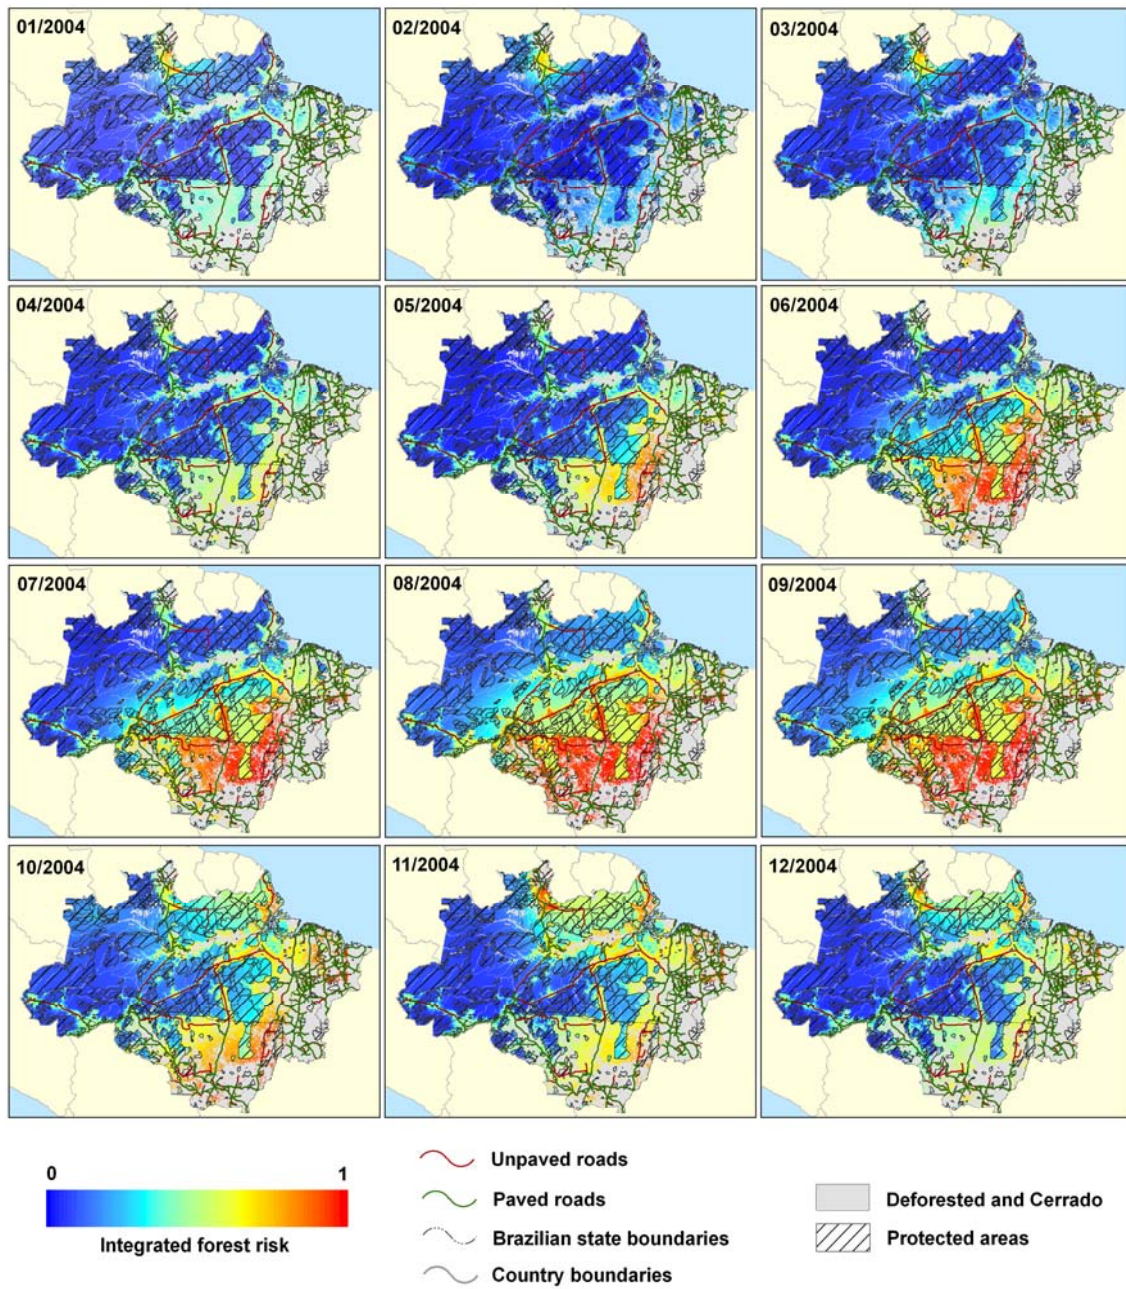 01/2004
02/2004
03/2004
04/2004
05/2004
06/2004
07/2004
08/2004
09/2004
10/2004
11/2004
12/2004
0 1
Integrated forest risk
Unpaved roads
Paved roads
Brazilian state boundaries
Country boundaries
Deforested and Cerrado
Protected areas